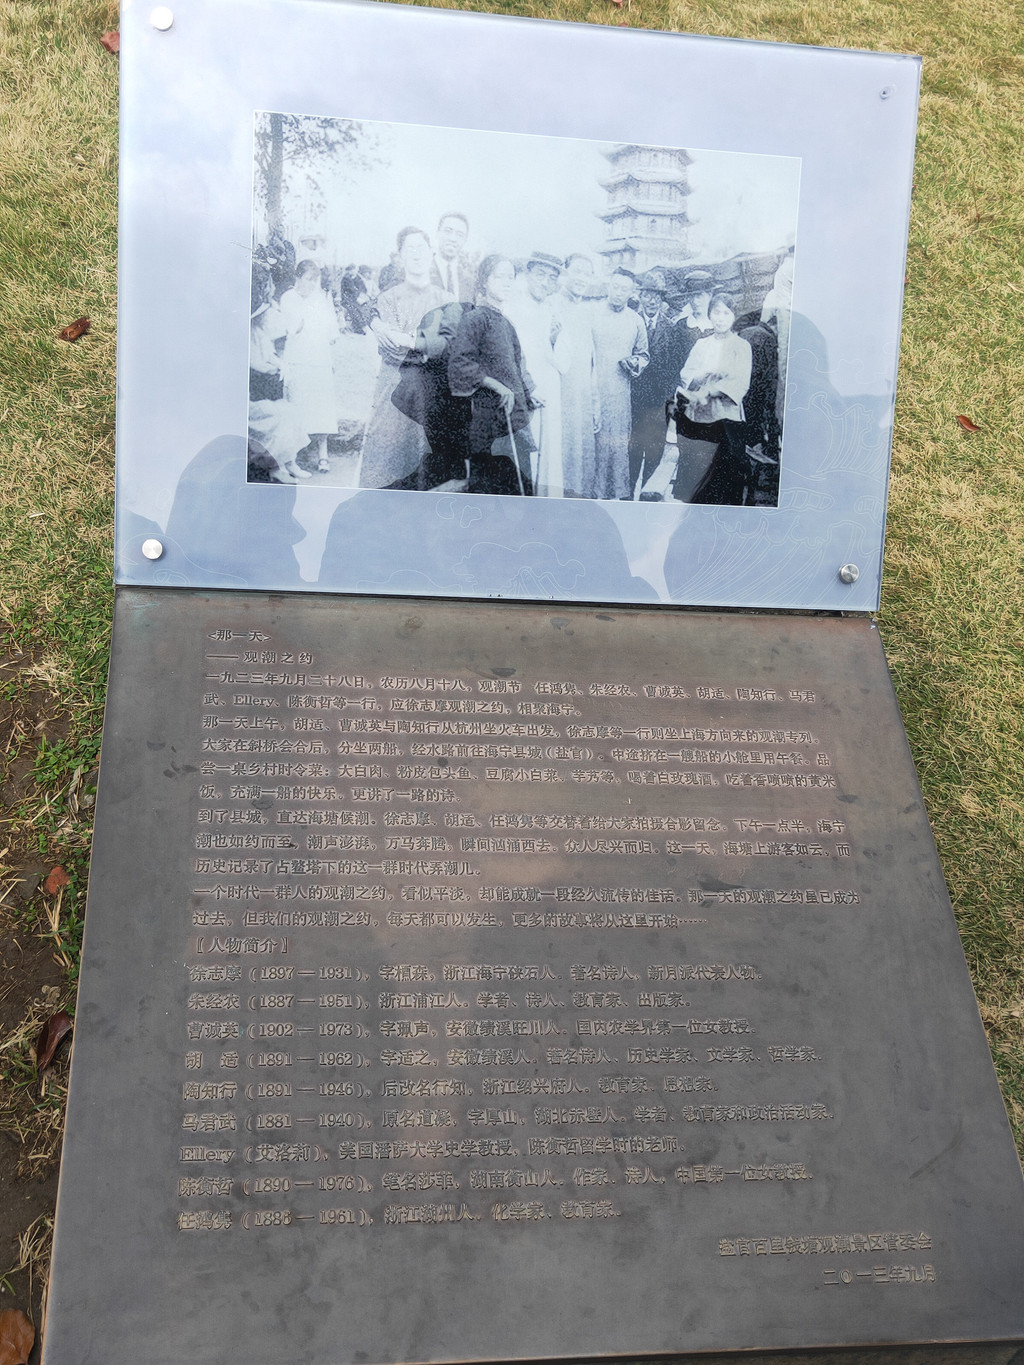 <那一天>
—— 观潮之约
一九二三年九月二十八日，农历八月十八，观潮节 任鸿隽、朱经农、曹诚英、胡适、陶知行、马君
武、Ellery、陈衡哲等一行，应徐志摩观潮之约，相聚海宁。
那一天上午，胡适、曹诚英与陶知行从杭州坐火车出发，徐志摩等一行则坐上海方向来的观潮专列，
大家在斜桥会合后，分坐两船，经水路前往海宁县城（盐官）。中途挤在一艘船的小舱里用午餐，品
尝一桌乡村时令菜：大白肉、粉皮包头鱼、豆腐小白菜、芋艿等，喝着白玫瑰酒，吃着香喷喷的黄米
饭，充满一船的快乐，更讲了一路的诗。
到了县城，直达海塘候潮。徐志摩、胡适、任鸿隽等交替着给大家拍摄合影留念。下午一点半，海宁
潮也如约而至，潮声澎湃，万马奔腾，瞬间汹涌西去。众人尽兴而归。这一天，海塘上游客如云，而
历史记录了占鳌塔下的这一群时代弄潮儿。
一个时代一群人的观潮之约，看似平淡，却能成就一段经久流传的佳话。那一天的观潮之约虽已成为
过去，但我们的观潮之约，每天都可以发生，更多的故事将从这里开始……
【人物简介】
徐志摩（1897—1931），字槱森，浙江海宁硖石人。著名诗人，新月派代表人物。
朱经农（1887—1951），浙江浦江人。学者、诗人、教育家、出版家。
曹诚英（1902—1973），字珮声，安徽绩溪旺川人。国内农学界第一位女教授。
胡 适（1891—1962），字适之，安徽绩溪人。著名诗人、历史学家、文学家、哲学家。
陶知行（1891—1946），后改名行知，浙江绍兴府人。教育家、思想家。
马君武（1881—1940），原名道凝，字厚山，湖北赤壁人。学者、教育家和政治活动家。
Ellery（艾洛莉），美国潘萨大学史学教授，陈衡哲留学时的老师。
陈衡哲（1890—1976），笔名莎菲，湖南衡山人。作家、诗人，中国第一位女教授。
任鸿隽（1886—1961），浙江湖州人。化学家、教育家。
盐官百里钱塘观潮景区管委会
二〇一三年九月